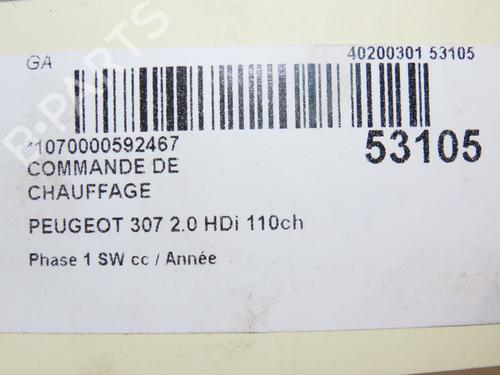 GA
40200301 53105
*1070000592467
53105
COMMANDE DE
CHAUFFAGE
PEUGEOT 307 2.0 HDi 110ch
Phase 1 SW cc / Année
B-PARTS